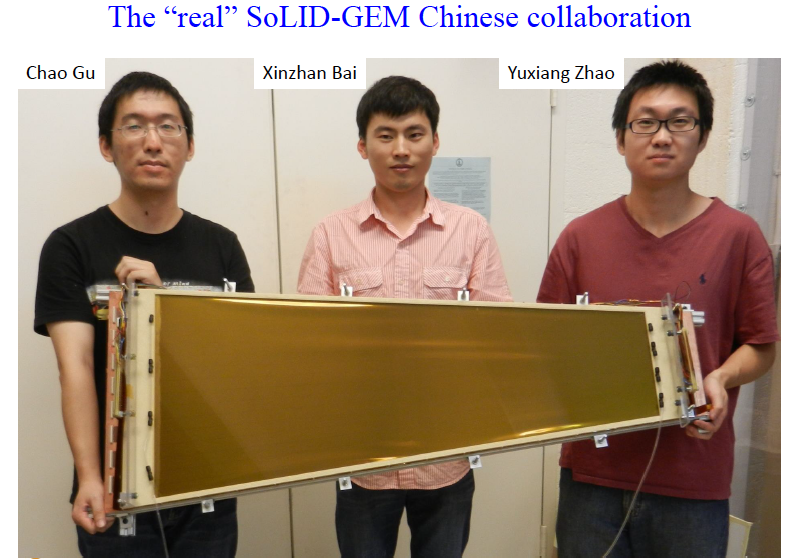 The “real” SoLID-GEM Chinese collaboration
Chao Gu
Xinzhan Bai
Yuxiang Zhao